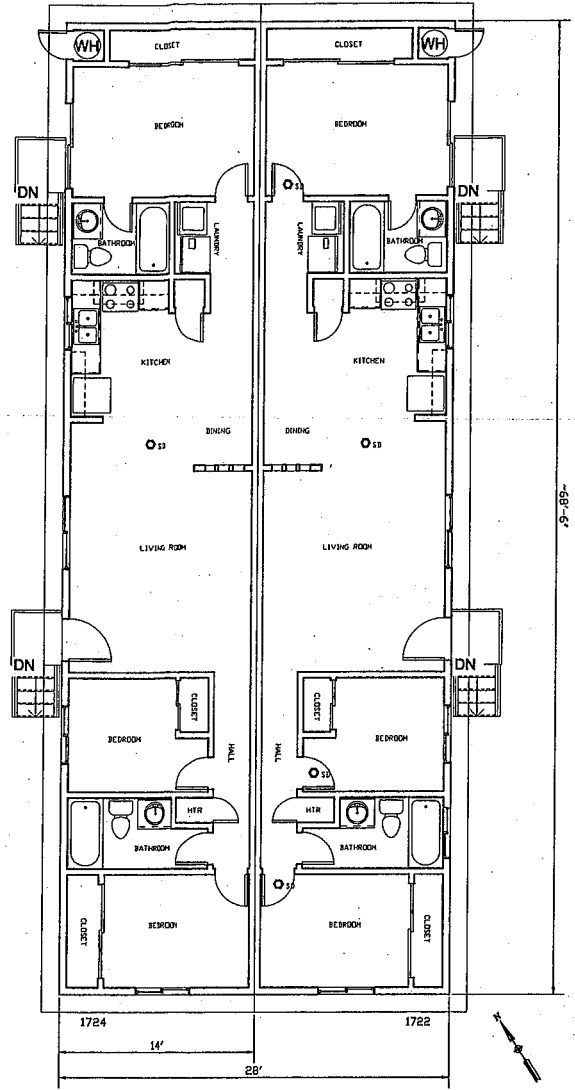 WH
CLOSET
CLOSET
WH
BEDROOM
BEDROOM
DN
SD
DN
BATHROOM
LAUNDRY
LAUNDRY
BATHROOM
KITCHEN
KITCHEN
DINING
DINING
SD
SD
~68'-9"
LIVING ROOM
LIVING ROOM
DN
DN
CLOSET
CLOSET
BEDROOM
HALL
HALL
BEDROOM
SD
HTR
HTR
BATHROOM
BATHROOM
SD
CLOSET
BEDROOM
BEDROOM
CLOSET
1724
1722
N
14'
28'